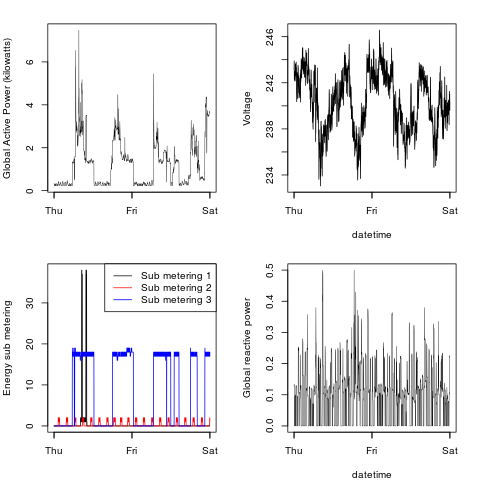 Global Active Power (kilowatts)
0
2
4
6
Thu
Fri
Sat
Voltage
234
238
242
246
Thu
Fri
Sat
datetime
Energy sub metering
0
10
20
30
Sub metering 1
Sub metering 2
Sub metering 3
Thu
Fri
Sat
Global reactive power
0.0
0.1
0.2
0.3
0.4
0.5
Thu
Fri
Sat
datetime